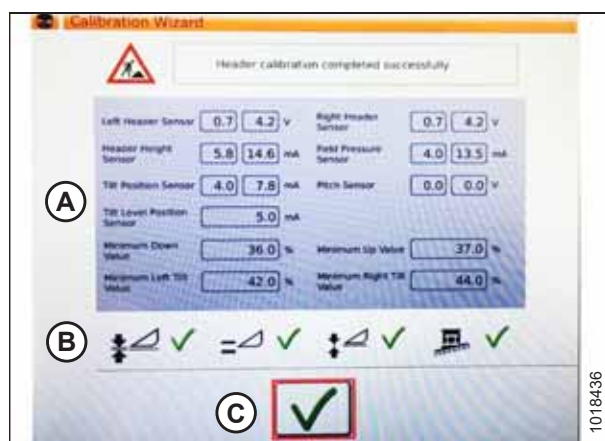 Calibration Wizard
Header calibration completed successfully
Left Header Sensor 0.7 4.2 V Right Header Sensor 0.7 4.2 V
Header Height Sensor 5.8 14.6 mA Field Pressure Sensor 4.0 13.5 mA
Tilt Position Sensor 4.0 7.8 mA Pitch Sensor 0.0 0.0 V
Tilt Level Position Sensor 5.0 mA
Minimum Down Value 36.0 % Minimum Up Value 37.0 %
Minimum Left Tilt Value 42.0 % Minimum Right Tilt Value 44.0 %
A
B
C
1018436